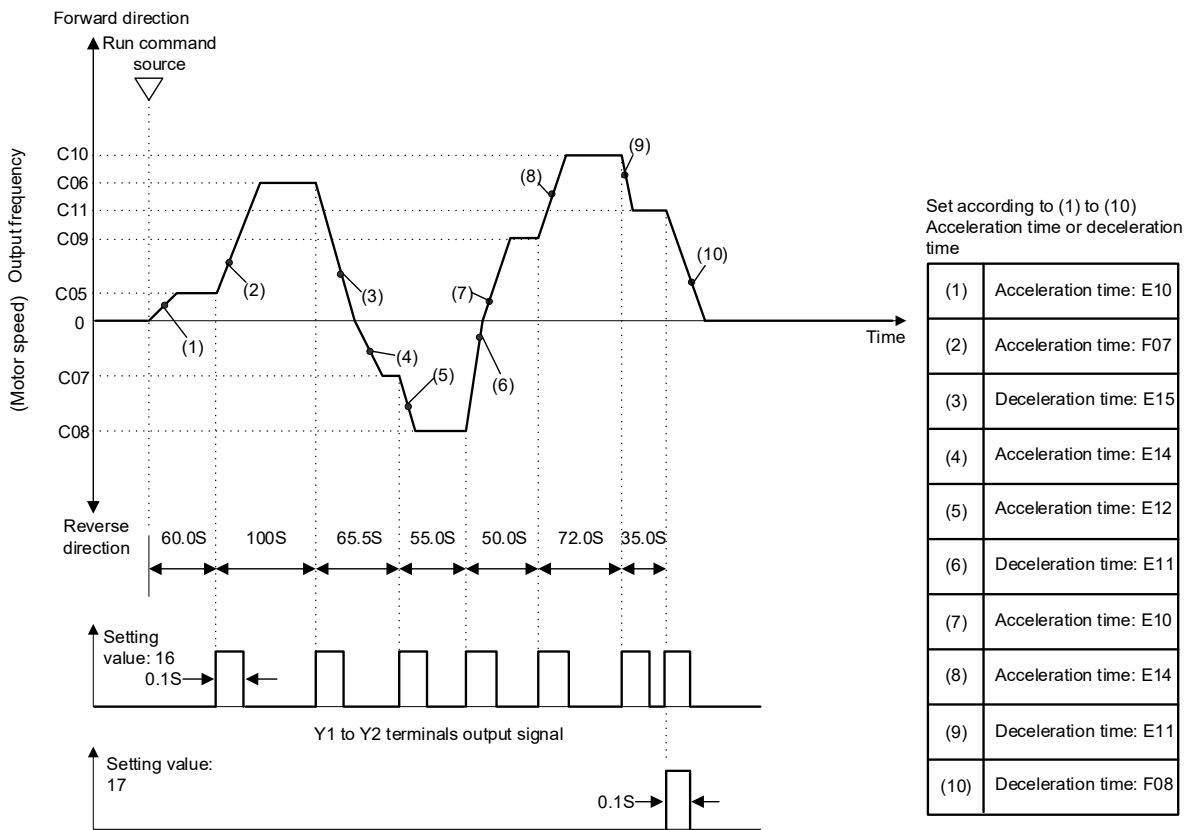 Forward direction
Run command
source
(Motor speed) Output frequency
C10
C06
C11
C09
C05
0
C07
C08
(1)
(2)
(3)
(4)
(5)
(6)
(7)
(8)
(9)
(10)
Time
Reverse
direction
60.0S
100S
65.5S
55.0S
50.0S
72.0S
35.0S
Setting
value: 16
0.1S
Y1 to Y2 terminals output signal
Setting value:
17
0.1S
Set according to (1) to (10)
Acceleration time or deceleration
time
(1) Acceleration time: E10
(2) Acceleration time: F07
(3) Deceleration time: E15
(4) Acceleration time: E14
(5) Acceleration time: E12
(6) Deceleration time: E11
(7) Acceleration time: E10
(8) Acceleration time: E14
(9) Deceleration time: E11
(10) Deceleration time: F08